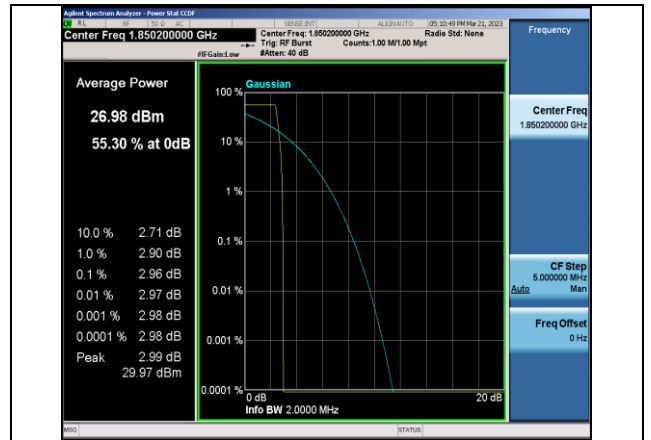 Agilent Spectrum Analyzer - Power Stat CCDF
RL RF 50 Ω AC SENSE:INT ALIGN AUTO 05:10:49 PM Mar 21, 2023
Center Freq 1.850200000 GHz
Center Freq: 1.850200000 GHz Radio Std: None
Trig: RF Burst Counts:1.00 M/1.00 Mpt
#IFGain:Low #Atten: 40 dB
Frequency
Average Power
26.98 dBm
55.30 % at 0dB
10.0 % 2.71 dB
1.0 % 2.90 dB
0.1 % 2.96 dB
0.01 % 2.97 dB
0.001 % 2.98 dB
0.0001 % 2.98 dB
Peak 2.99 dB
29.97 dBm
Gaussian
100 %
10 %
1 %
0.1 %
0.01 %
0.001 %
0.0001 %
0 dB 20 dB
Info BW 2.0000 MHz
Center Freq
1.850200000 GHz
CF Step
5.000000 MHz
Auto Man
Freq Offset
0 Hz
MSG STATUS